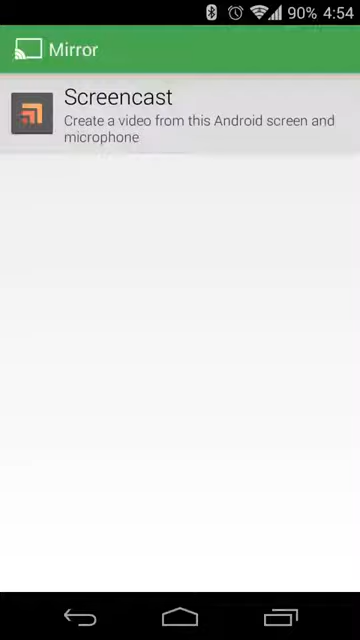 90% 4:54
Mirror
Screencast
Create a video from this Android screen and
microphone